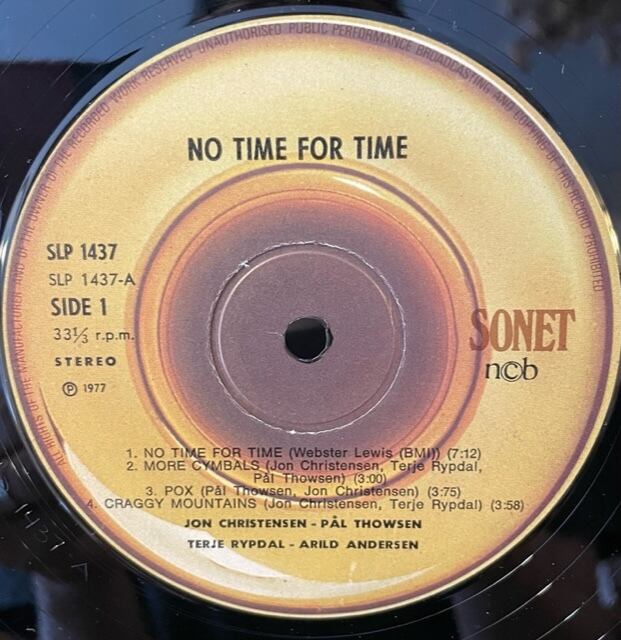 ALL RIGHTS OF THE MANUFACTURER AND OF THE OWNER OF THE RECORDED WORK RESERVED UNAUTHORISED PUBLIC PERFORMANCE BROADCASTING AND COPYING OF THIS RECORD PROHIBITED
NO TIME FOR TIME
SLP 1437
SLP 1437-A
SIDE 1
33⅓ r.p.m.
STEREO
℗ 1977
SONET
n©b
1. NO TIME FOR TIME (Webster Lewis (BMI)) (7:12)
2. MORE CYMBALS (Jon Christensen, Terje Rypdal,
Pål Thowsen) (3:00)
3. POX (Pål Thowsen, Jon Christensen) (3:75)
4. CRAGGY MOUNTAINS (Jon Christensen, Terje Rypdal) (3:58)
JON CHRISTENSEN - PÅL THOWSEN
TERJE RYPDAL - ARILD ANDERSEN
1437 A